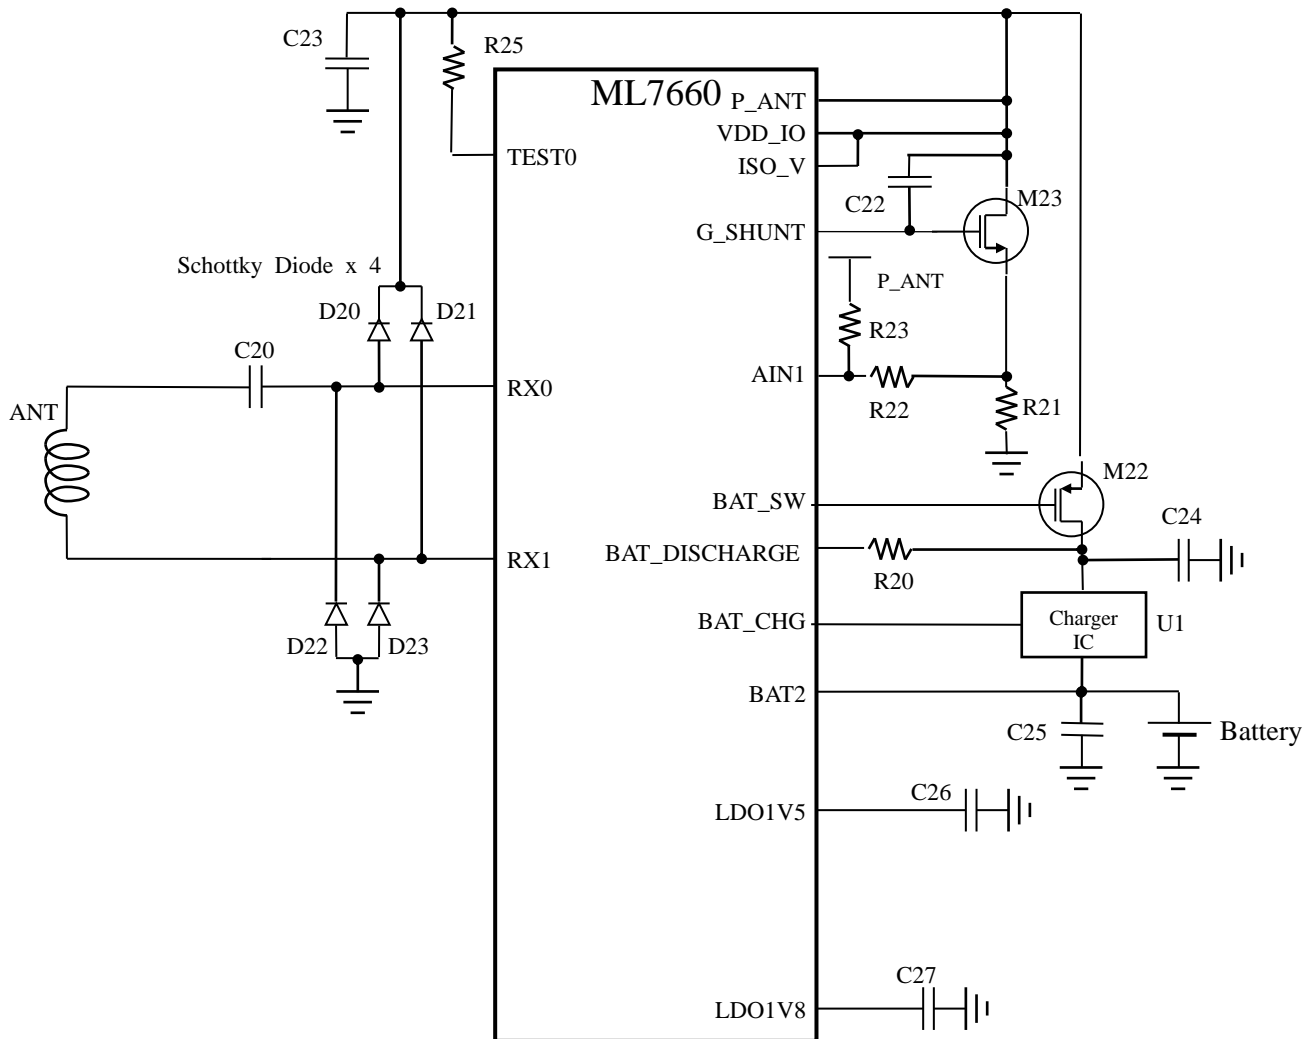 C23
R25
ML7660
P_ANT
VDD_IO
TEST0
ISO_V
C22
M23
G_SHUNT
Schottky Diode x 4
P_ANT
D20
D21
R23
C20
AIN1
RX0
ANT
R22
R21
M22
BAT_SW
C24
RX1
BAT_DISCHARGE
R20
BAT_CHG
Charger
IC
U1
D22
D23
BAT2
C25
Battery
C26
LDO1V5
C27
LDO1V8